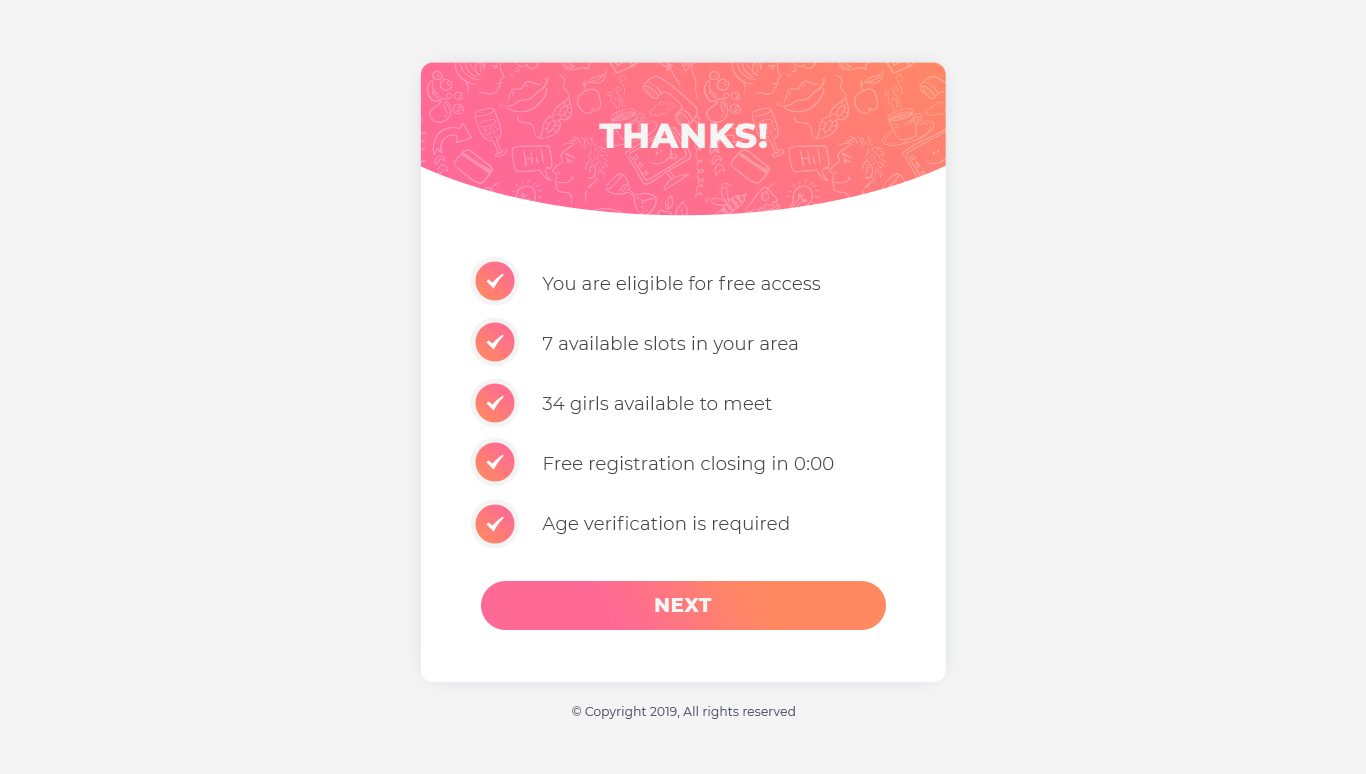 THANKS!
Hi!
Hi!
You are eligible for free access
7 available slots in your area
34 girls available to meet
Free registration closing in 0:00
Age verification is required
NEXT
© Copyright 2019, All rights reserved